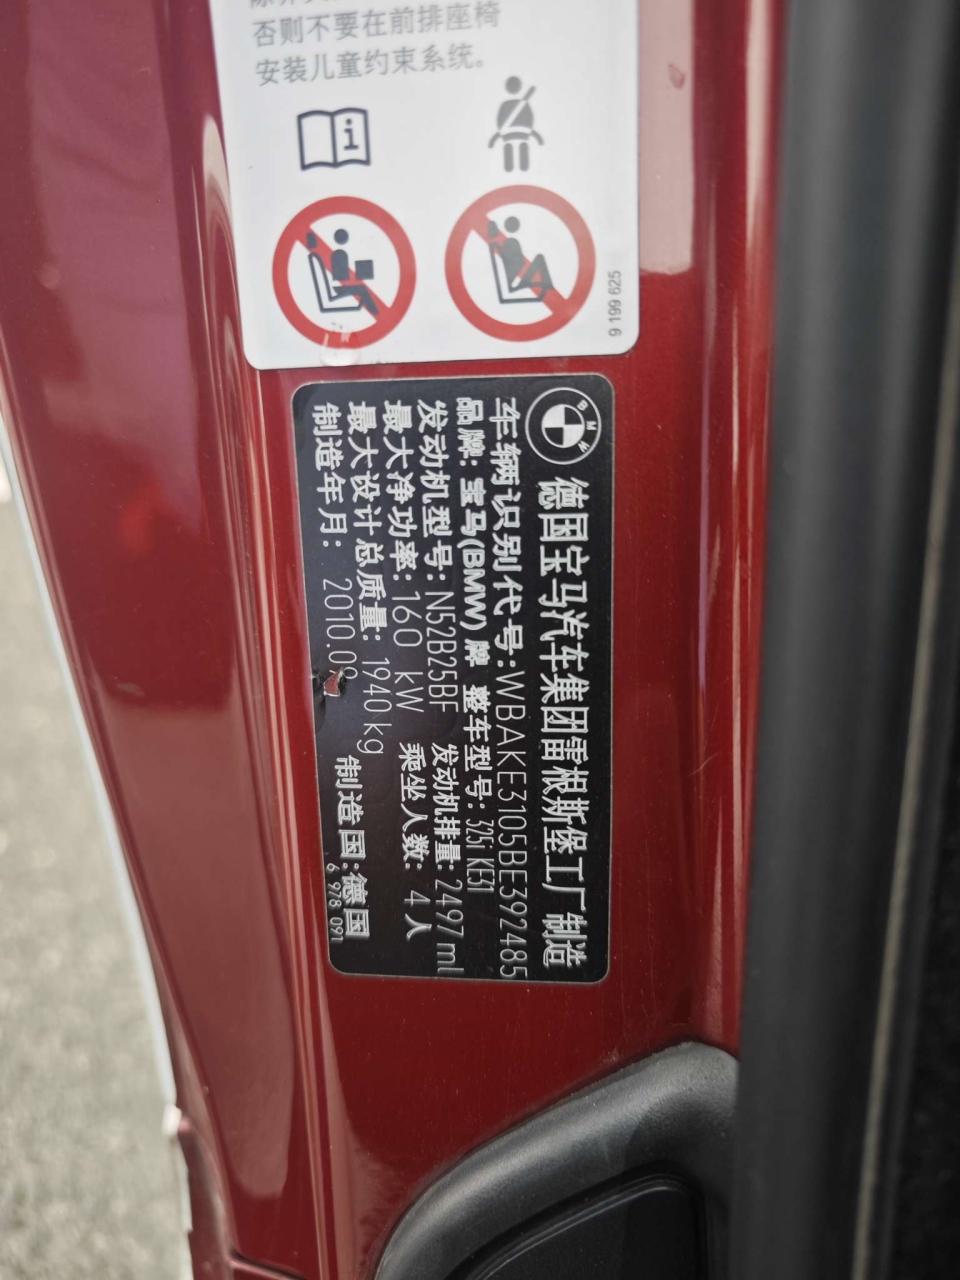 否则不要在前排座椅
安装儿童约束系统。
9 199 625
BMW
德国宝马汽车集团雷根斯堡工厂 制造
车辆识别代号:WBAKE3105BE392485
品牌: 宝马(BMW) 牌 整车型号: 325i KE31
发动机型号: N52B25BF 发动机排量: 2497ml
最大净功率: 160 kW 乘坐人数: 4人
最大设计总质量: 1940kg
制造年月: 2010.09 制造国:德国
6 978 091